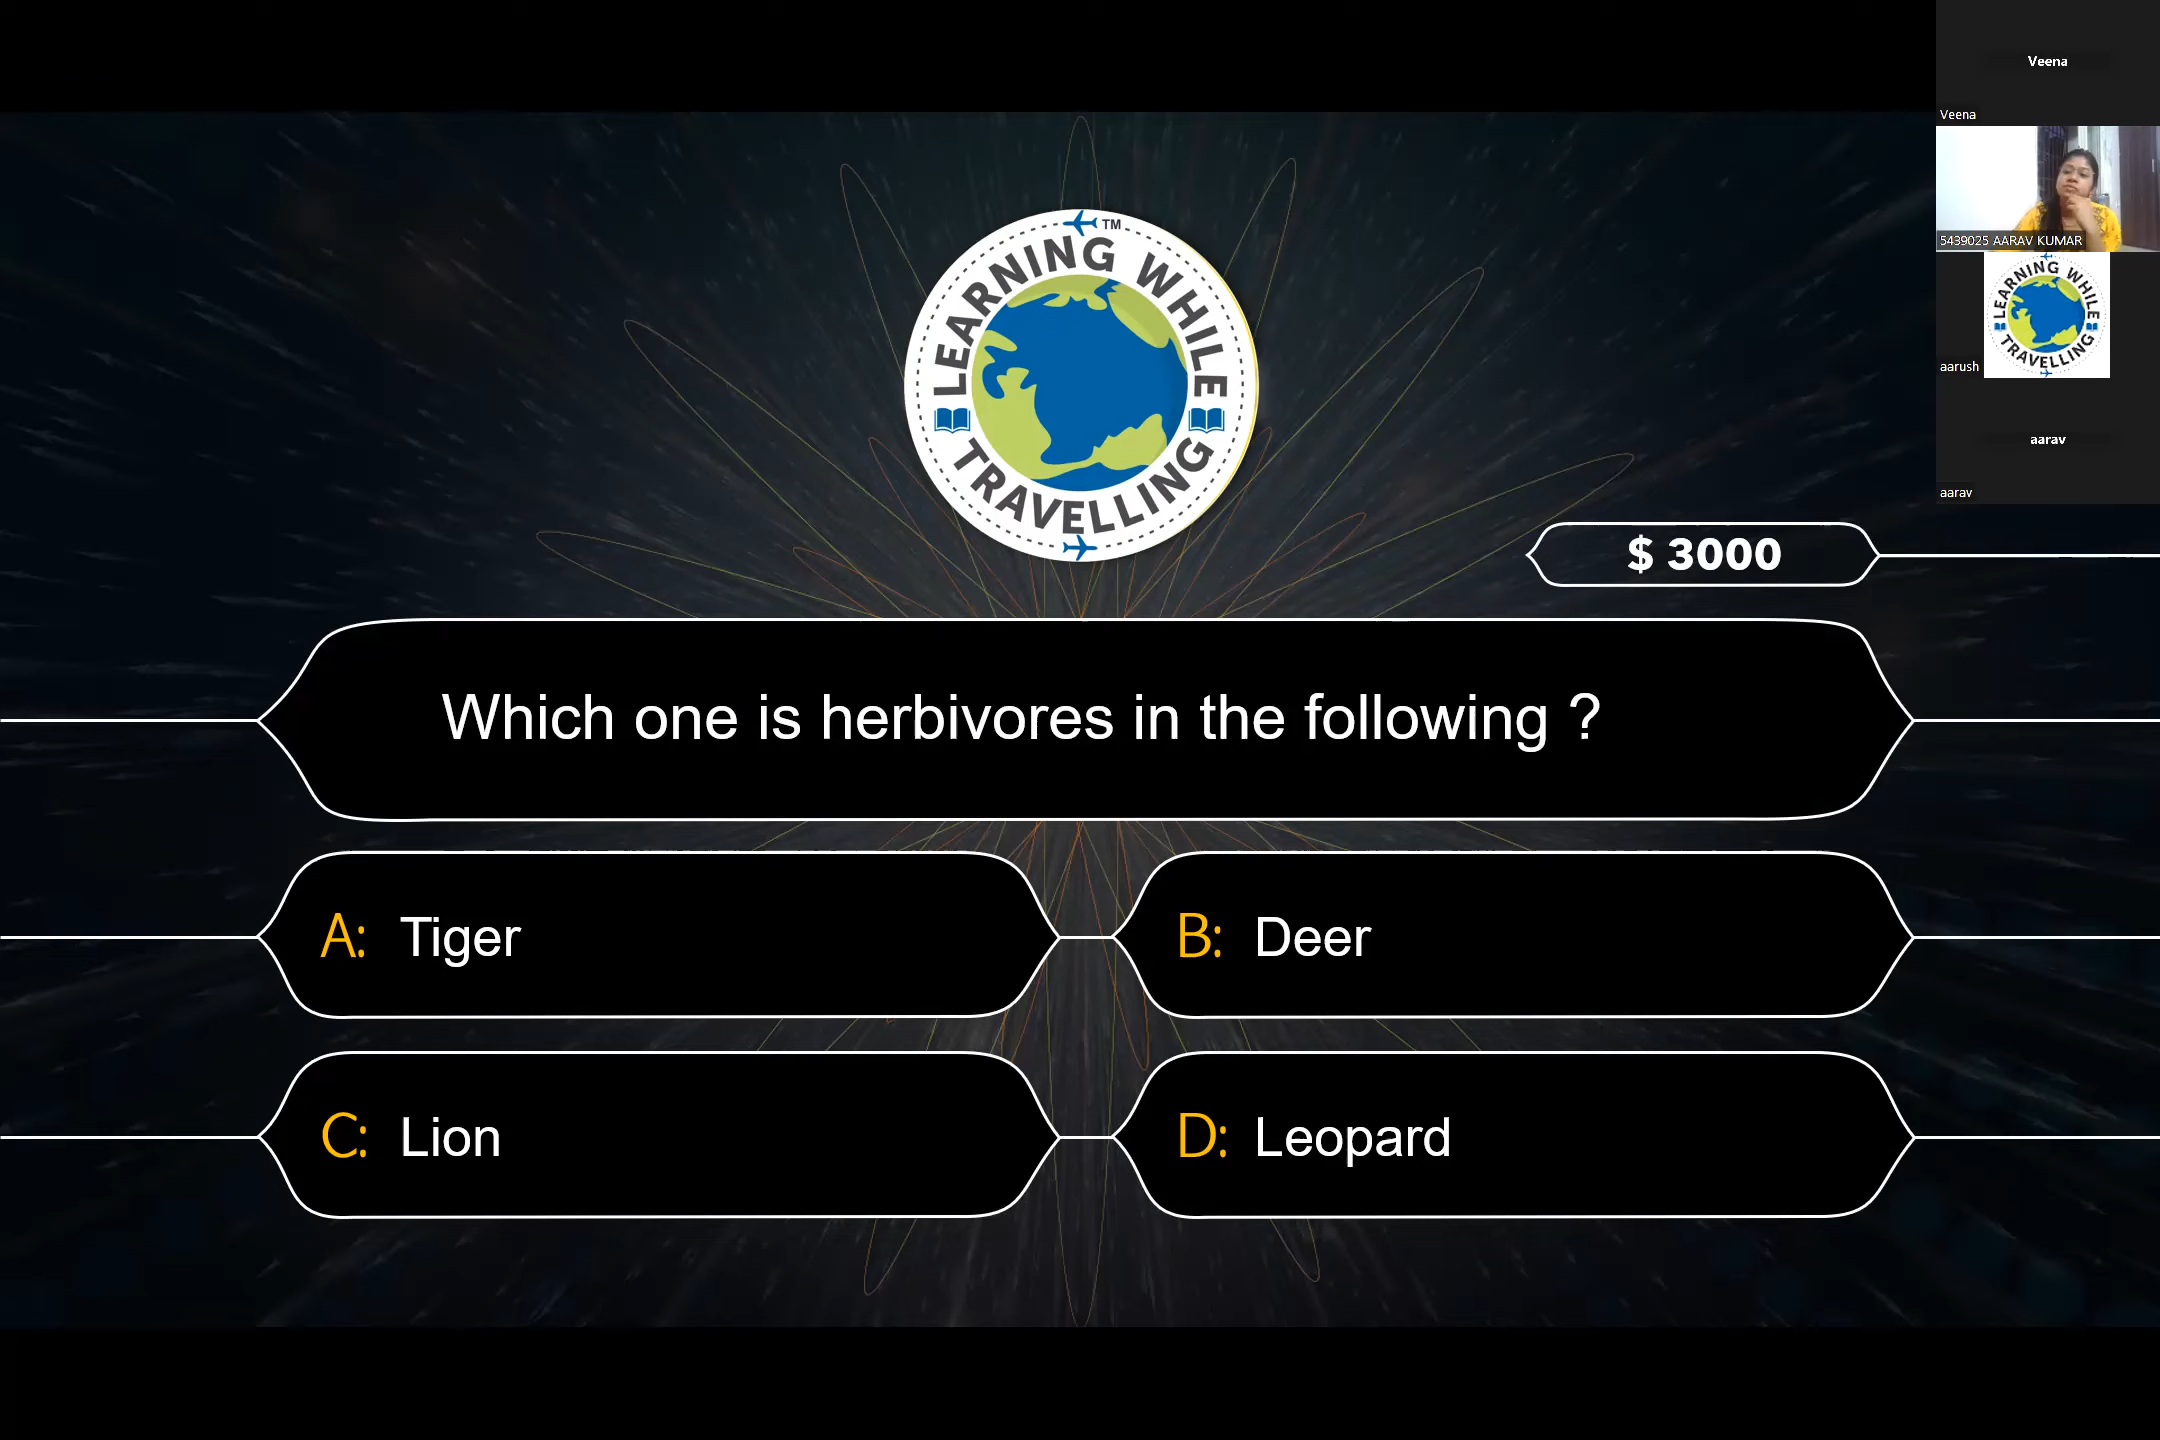 LEARNING WHILE
TRAVELLING
TM
$ 3000
Which one is herbivores in the following ?
A: Tiger
B: Deer
C: Lion
D: Leopard
Veena
Veena
5439025 AARAV KUMAR
LEARNING WHILE
TRAVELLING
aarush
aarav
aarav